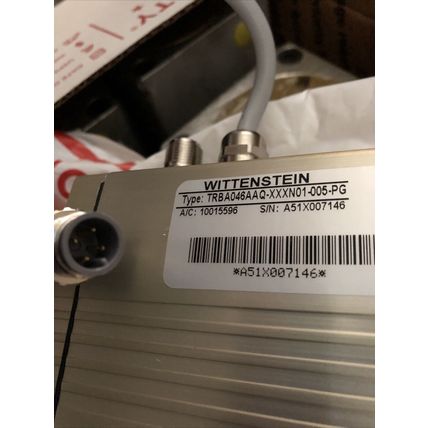 WITTENSTEIN
Type: TRBA046AAQ-XXXN01-005-PG
A/C: 10015596 S/N: A51X007146
*A51X007146*